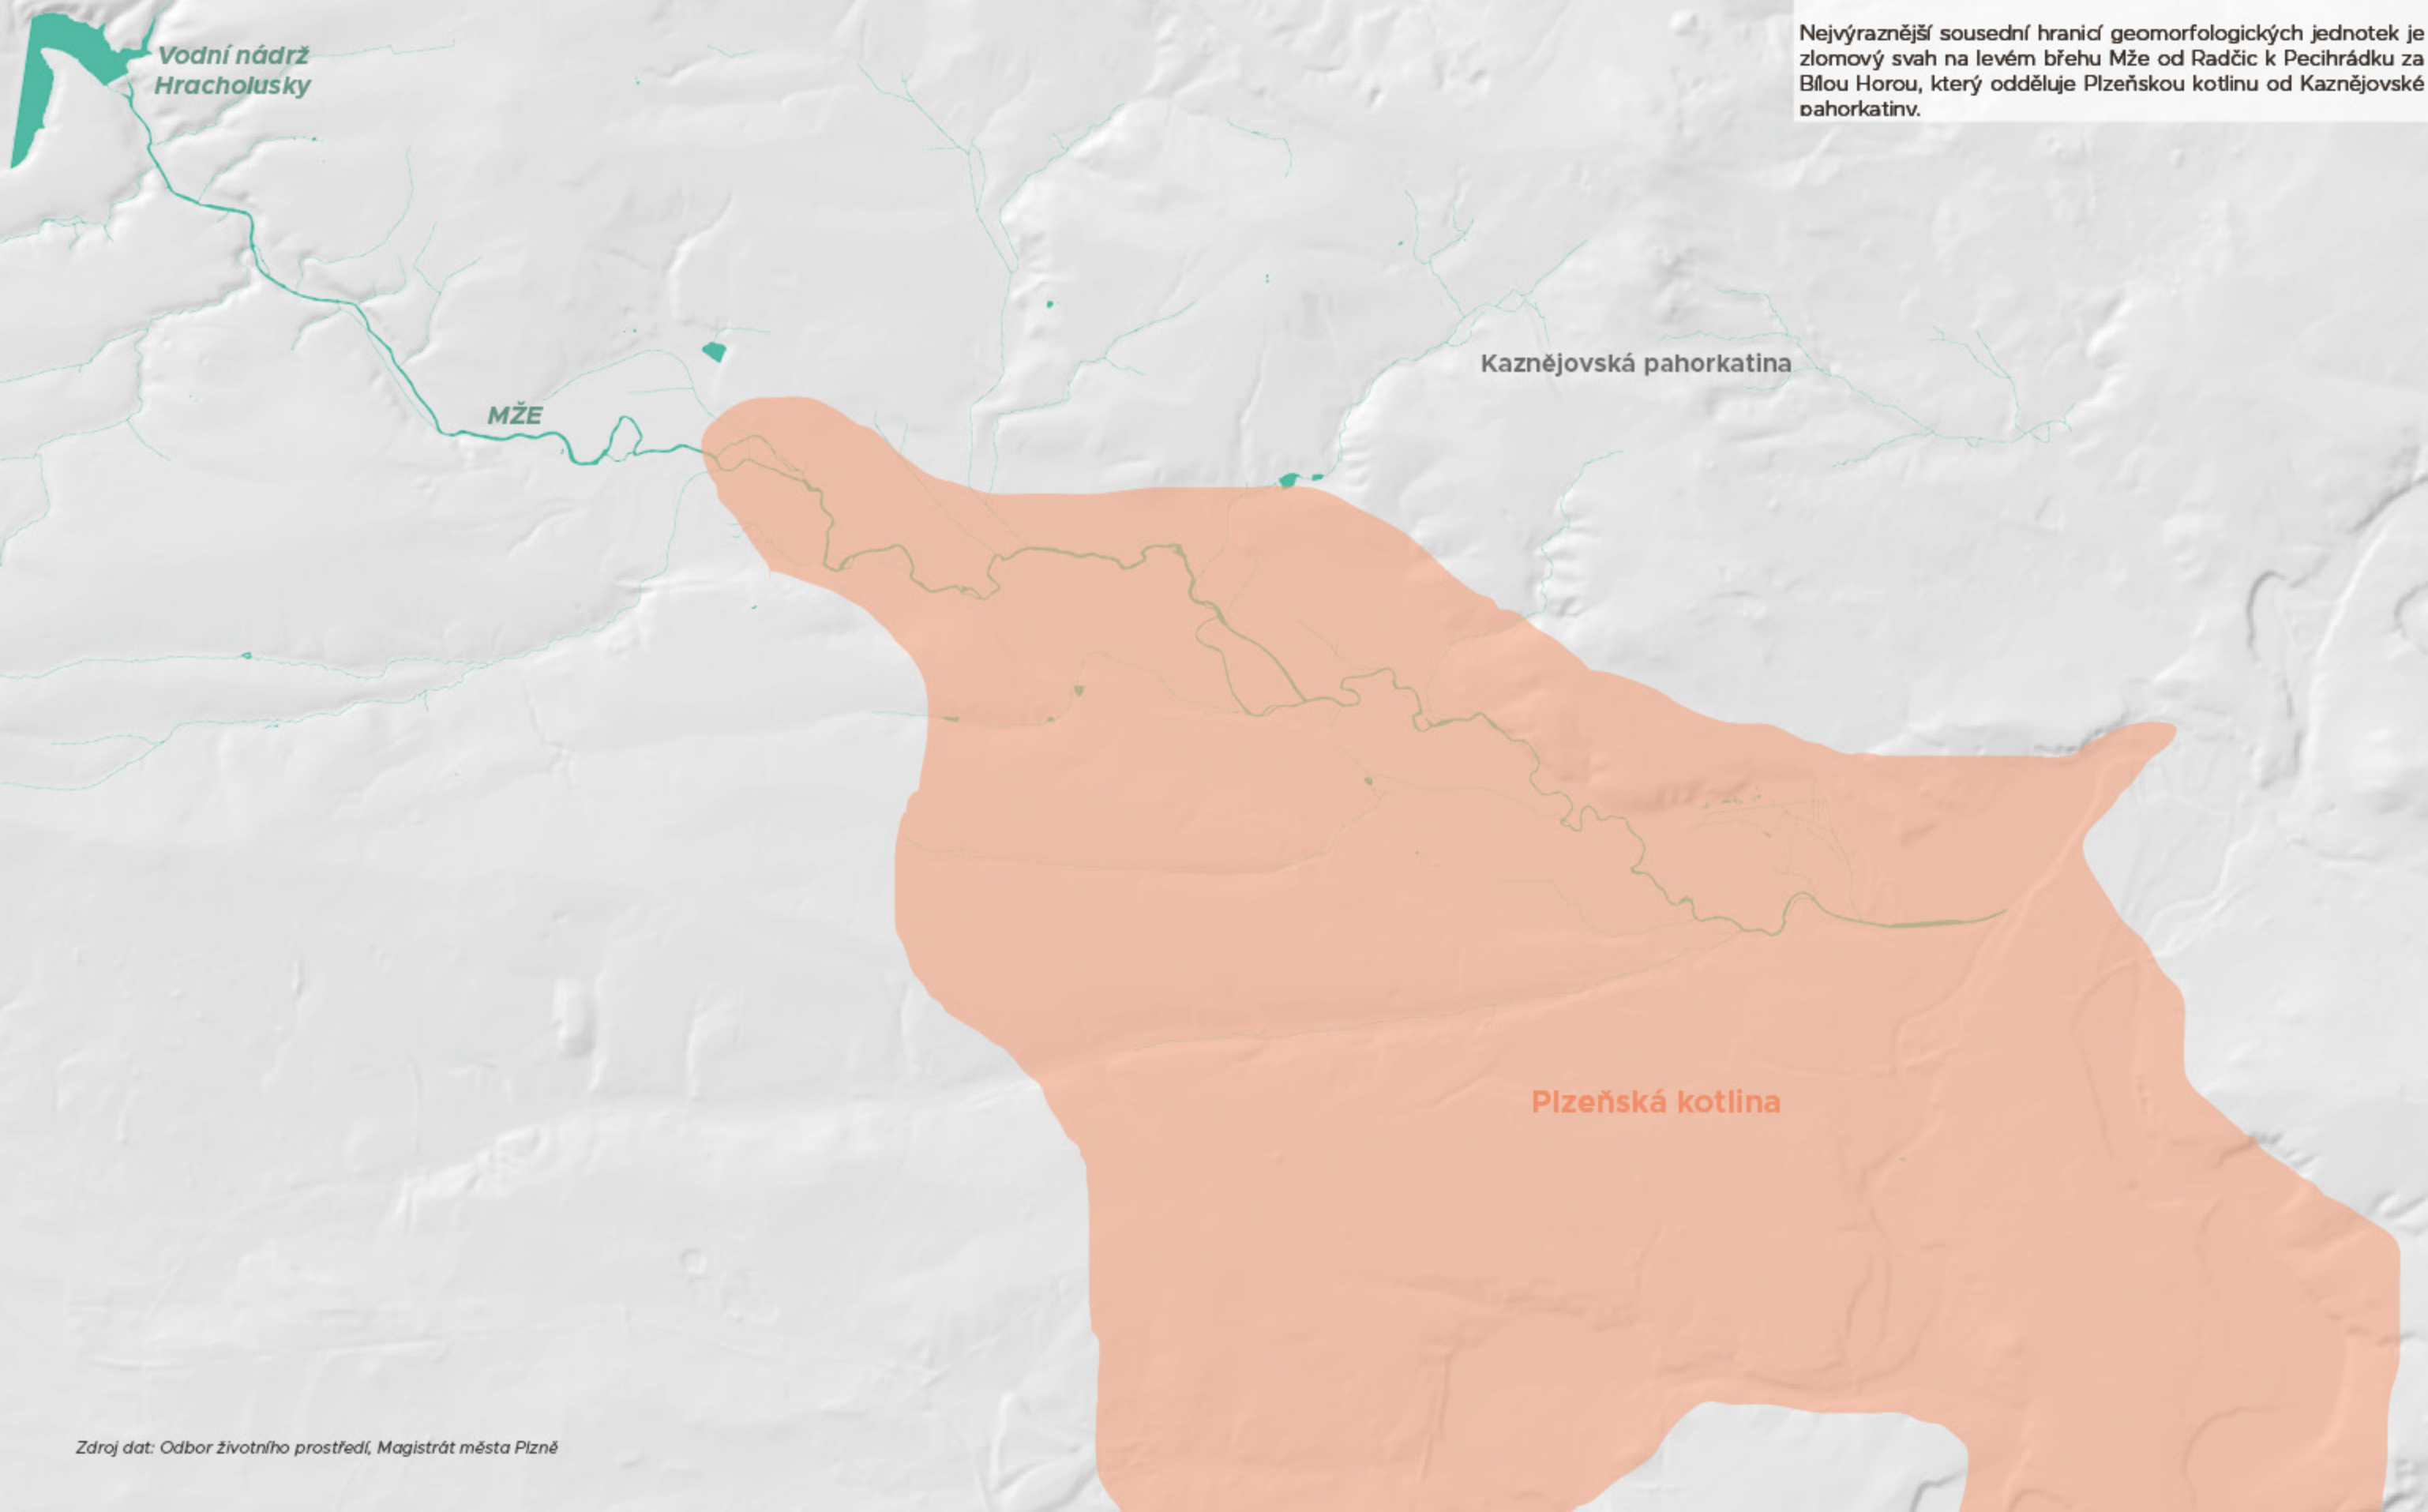 Vodní nádrž
Hracholusky
Nejvýraznější sousední hranicí geomorfologických jednotek je
zlomový svah na levém břehu Mže od Radčic k Pecihrádku za
Bílou Horou, který odděluje Plzeňskou kotlinu od Kaznějovské
pahorkatiny.
Kaznějovská pahorkatina
MŽE
Plzeňská kotlina
Zdroj dat: Odbor životního prostředí, Magistrát města Plzně